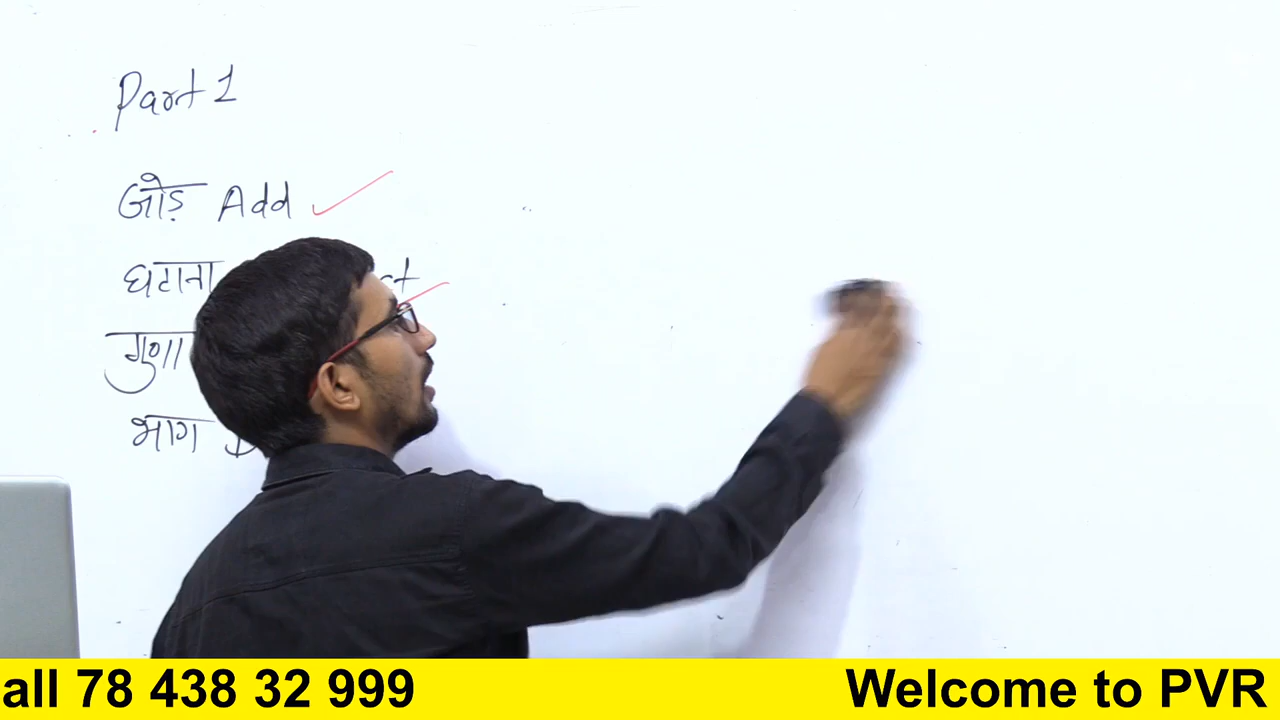 Part 1
जोड़ Add
घटाना
गुणा
भाग
all 78 438 32 999 Welcome to PVR